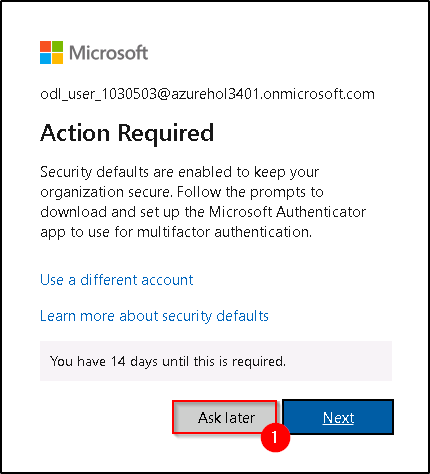 Microsoft
odl_user_1030503@azurehol3401.onmicrosoft.com
Action Required
Security defaults are enabled to keep your
organization secure. Follow the prompts to
download and set up the Microsoft Authenticator
app to use for multifactor authentication.
Use a different account
Learn more about security defaults
You have 14 days until this is required.
Ask later
Next
1